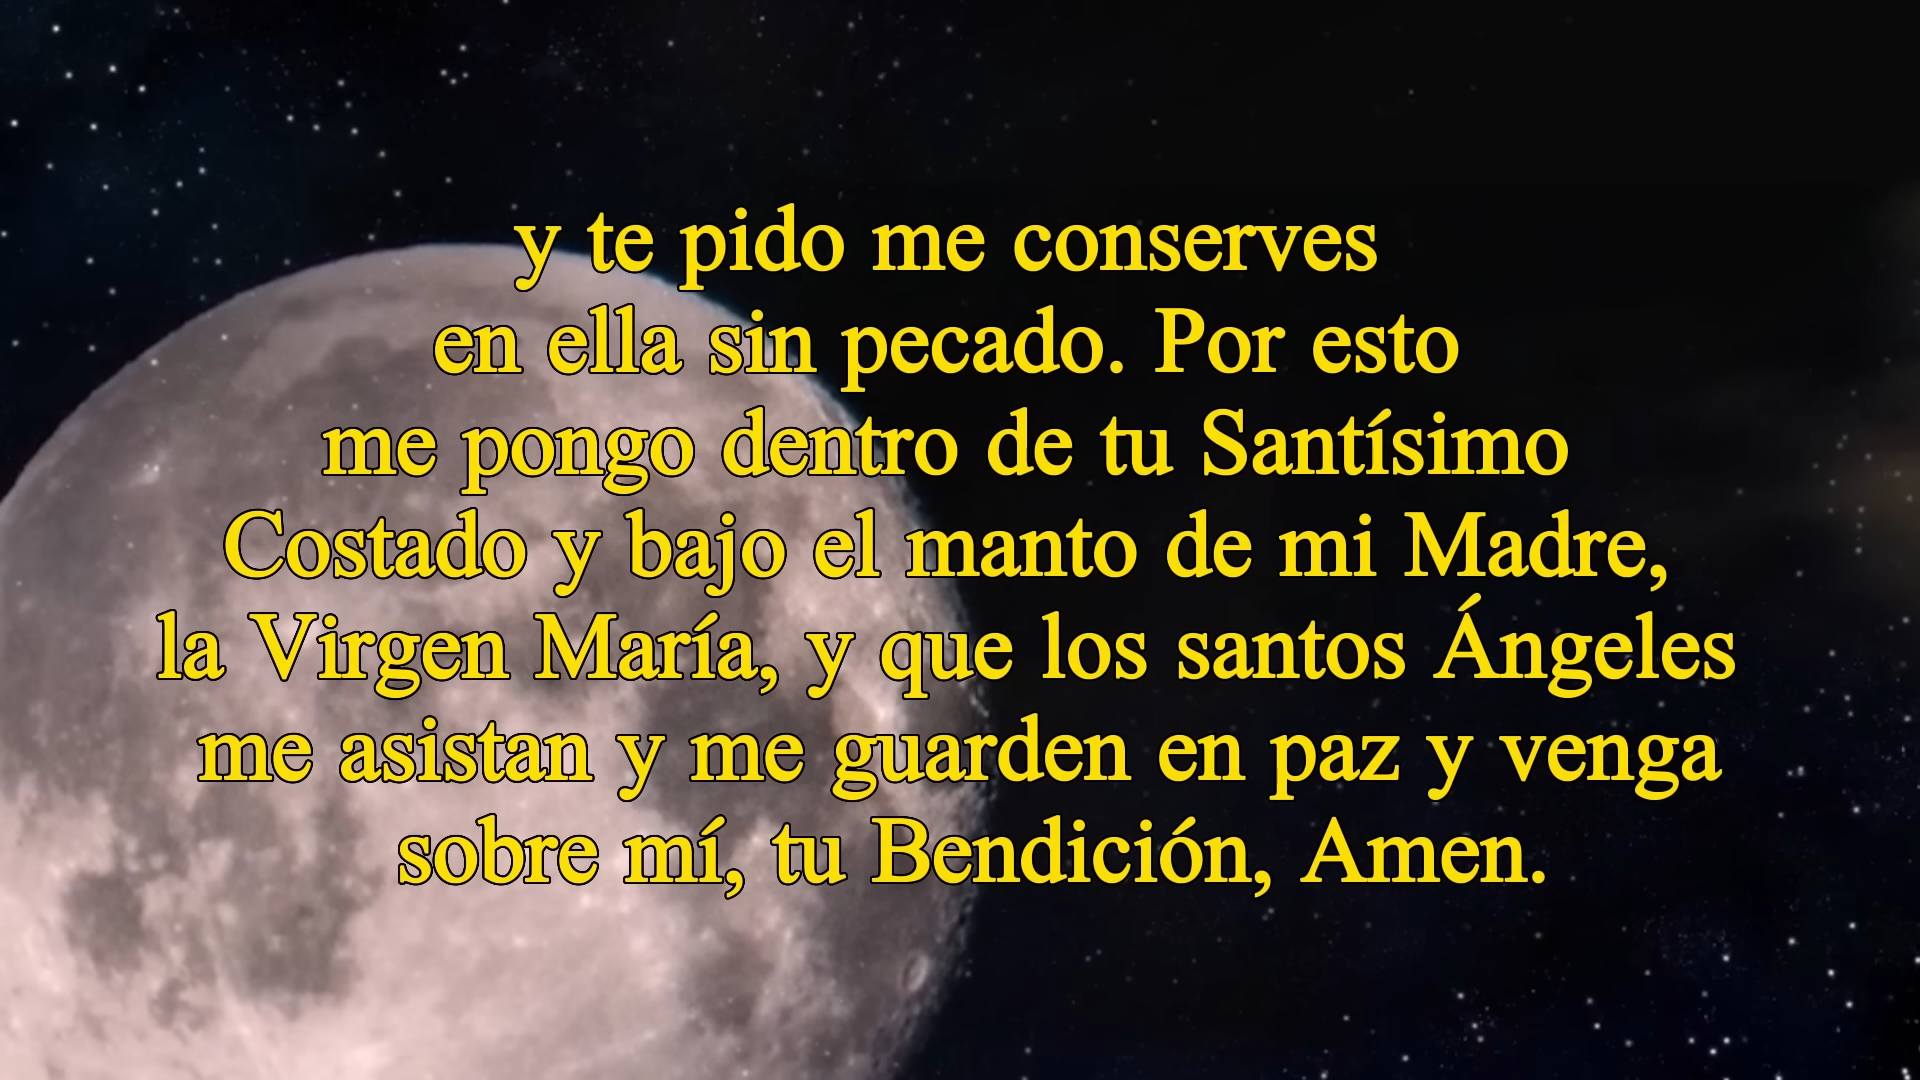 y te pido me conserves
en ella sin pecado. Por esto
me pongo dentro de tu Santísimo
Costado y bajo el manto de mi Madre,
la Virgen María, y que los santos Ángeles
me asistan y me guarden en paz y venga
sobre mí, tu Bendición, Amen.